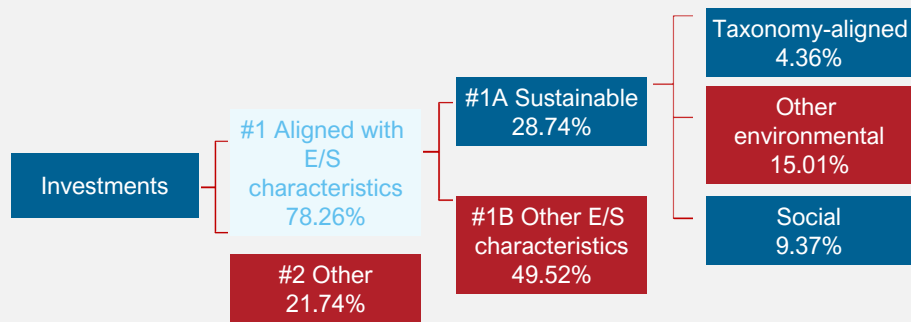 Investments
#1 Aligned with
E/S
characteristics
78.26%
#2 Other
21.74%
#1A Sustainable
28.74%
#1B Other E/S
characteristics
49.52%
Taxonomy-aligned
4.36%
Other
environmental
15.01%
Social
9.37%